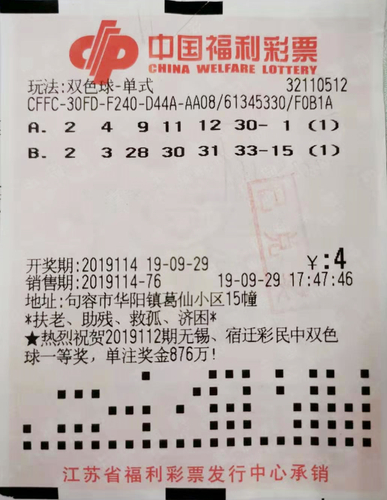 中国福利彩票
CHINA WELFARE LOTTERY
玩法:双色球-单式 32110512
CFFC-30FD-F240-D44A-AA08/61345330/F0B1A
A. 2 4 9 11 12 30- 1 (1)
B. 2 3 28 30 31 33-15 (1)
已兑
开奖期:2019114 19-09-29 ￥:4
销售期:2019114-76 19-09-29 17:47:46
地址:句容市华阳镇葛仙小区15幢
*扶老、助残、救孤、济困*
★热烈祝贺2019112期无锡、宿迁彩民中双色
球一等奖，单注奖金876万！
江苏省福利彩票发行中心承销